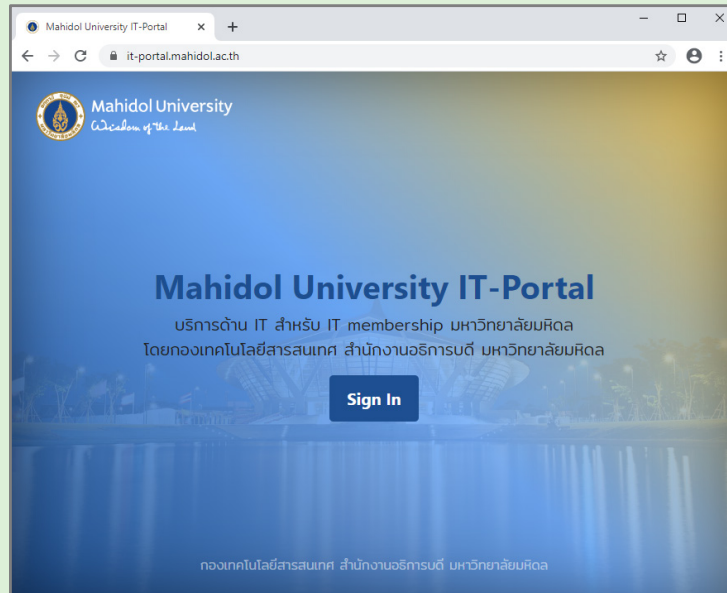 Mahidol University IT-Portal
it-portal.mahidol.ac.th
Mahidol University
Wisdom of the Land
Mahidol University IT-Portal
บริการด้าน IT สำหรับ IT membership มหาวิทยาลัยมหิดล
โดยกองเทคโนโลยีสารสนเทศ สำนักงานอธิการบดี มหาวิทยาลัยมหิดล
Sign In
กองเทคโนโลยีสารสนเทศ สำนักงานอธิการบดี มหาวิทยาลัยมหิดล